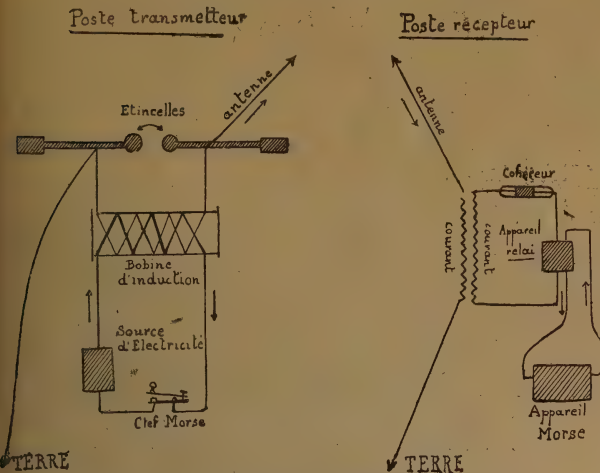 Poste transmetteur
Etincelles
antenne
Bobine
d'induction
Source
d'Electricité
Clef Morse
TERRE
Poste récepteur
antenne
Cohéreur
courant
courant
Appareil
relai
Appareil
Morse
TERRE